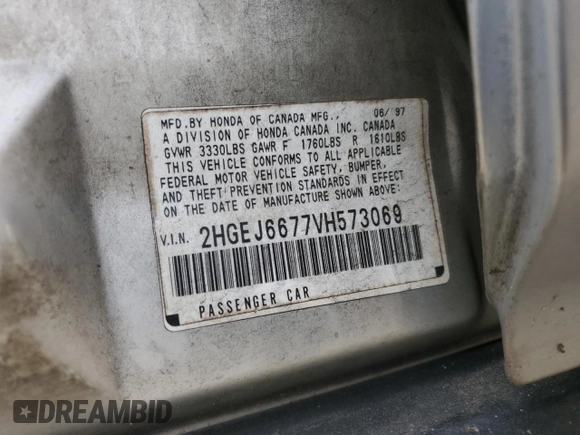 MFD.BY HONDA OF CANADA MFG., 06/97
A DIVISION OF HONDA CANADA INC. CANADA
GVWR 3330LBS GAWR F 1760LBS R 1610LBS
THIS VEHICLE CONFORMS TO ALL APPLICABLE
FEDERAL MOTOR VEHICLE SAFETY, BUMPER,
AND THEFT PREVENTION STANDARDS IN EFFECT
ON THE DATE OF MANUFACTURE SHOWN ABOVE.
V.I.N. 2HGEJ6677VH573069
PASSENGER CAR
DREAMBID